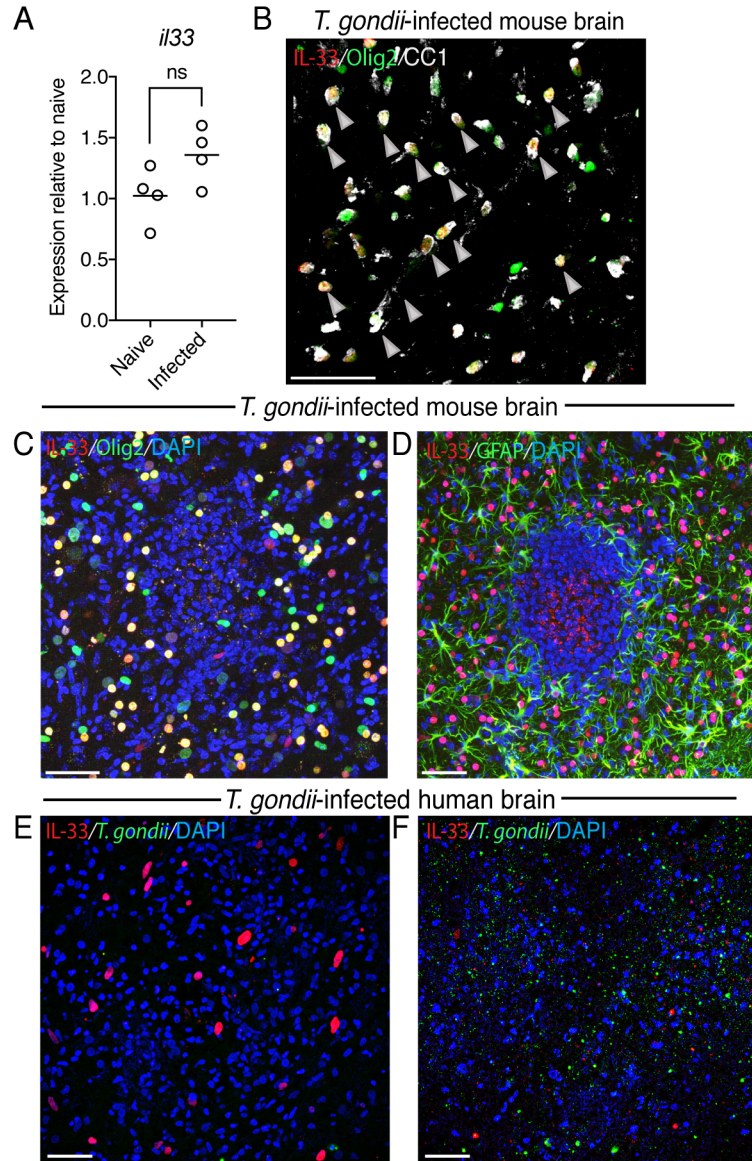 A
il33
ns
Expression relative to naive
2.0
1.5
1.0
0.5
0.0
Naive
Infected
B
T. gondii-infected mouse brain
IL-33/Olig2/CC1
T. gondii-infected mouse brain
C
IL-33/Olig2/DAPI
D
IL-33/GFAP/DAPI
T. gondii-infected human brain
E
IL-33/T. gondii/DAPI
F
IL-33/T. gondii/DAPI